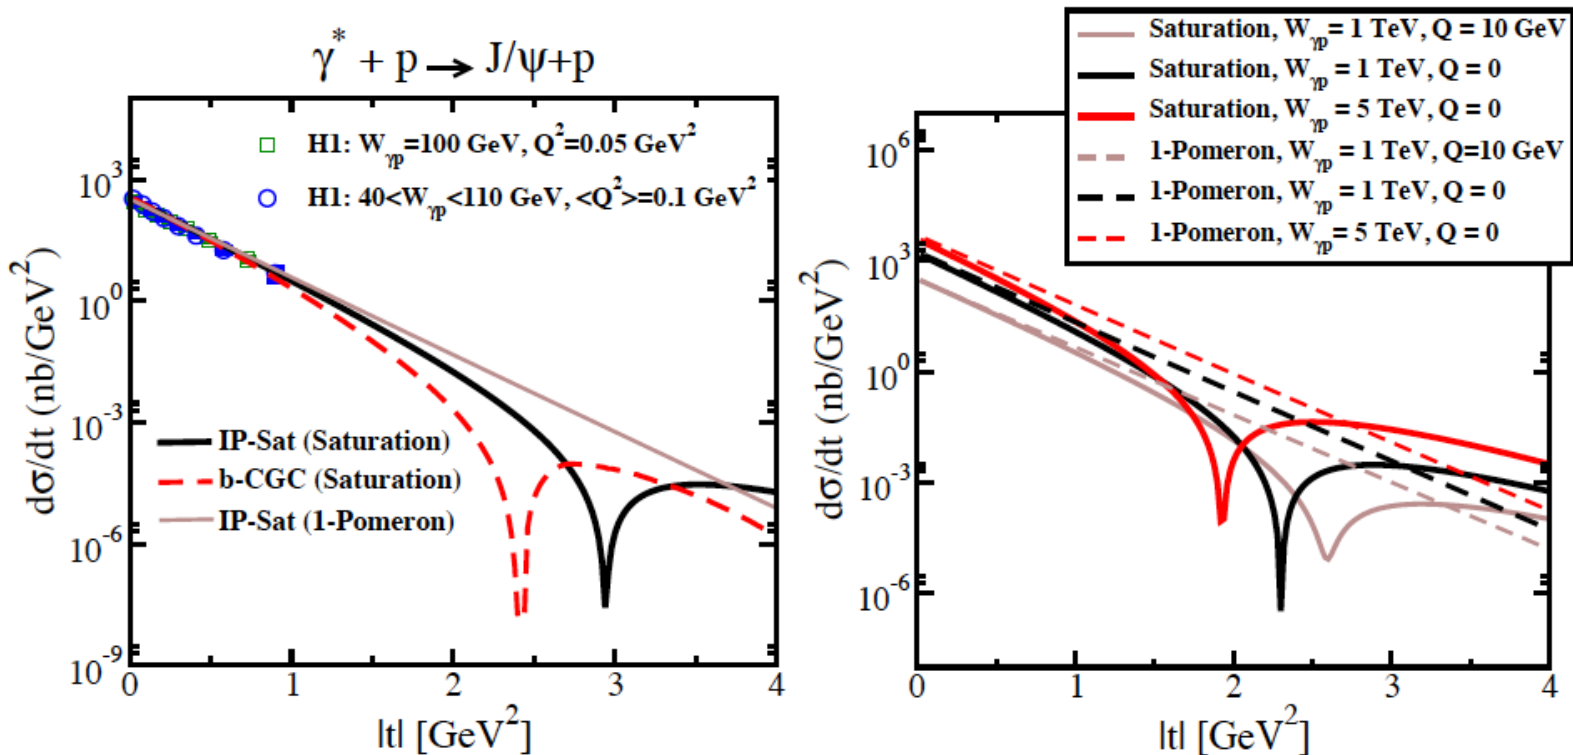 γ* + p → J/ψ+p
H1: Wγp=100 GeV, Q²=0.05 GeV²
H1: 40<Wγp<110 GeV, <Q²>=0.1 GeV²
IP-Sat (Saturation)
b-CGC (Saturation)
IP-Sat (1-Pomeron)
dσ/dt (nb/GeV²)
10³
10⁰
10⁻³
10⁻⁶
10⁻⁹
0 1 2 3 4
|t| [GeV²]
Saturation, Wγp = 1 TeV, Q = 10 GeV
Saturation, Wγp = 1 TeV, Q = 0
Saturation, Wγp = 5 TeV, Q = 0
1-Pomeron, Wγp = 1 TeV, Q=10 GeV
1-Pomeron, Wγp = 1 TeV, Q = 0
1-Pomeron, Wγp = 5 TeV, Q = 0
dσ/dt (nb/GeV²)
10⁶
10³
10⁰
10⁻³
10⁻⁶
0 1 2 3 4
|t| [GeV²]